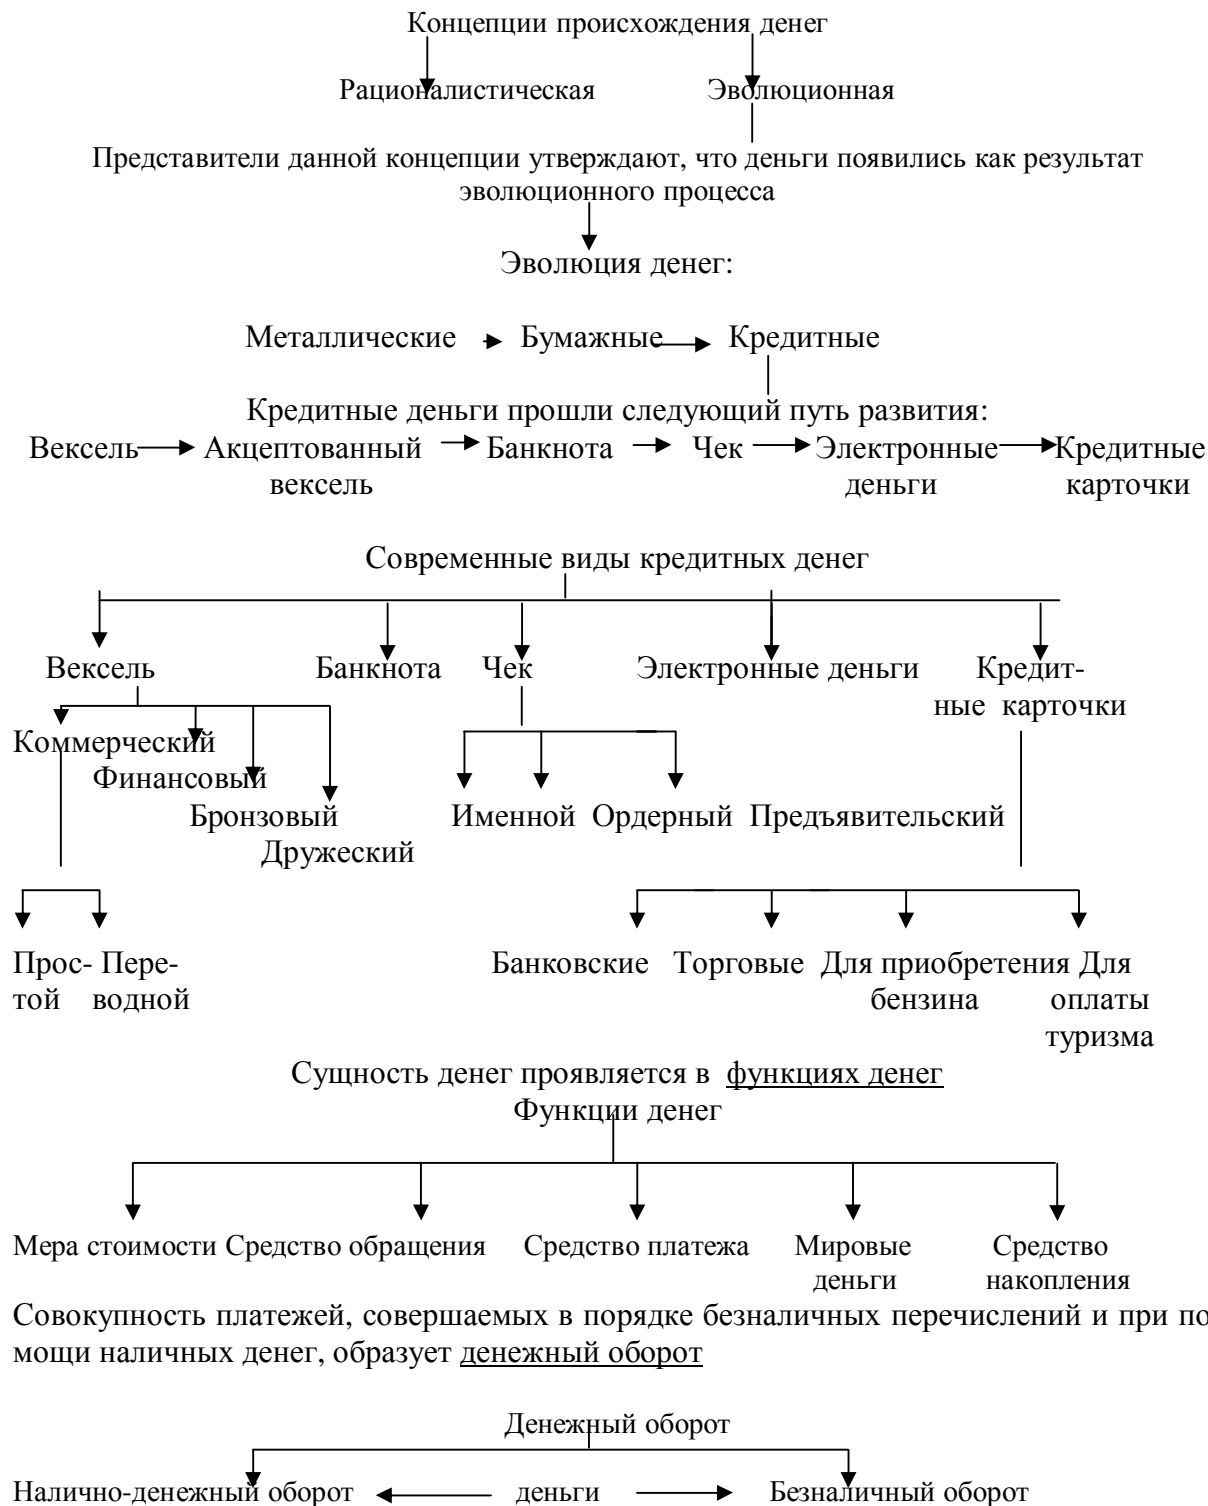 Концепции происхождения денег
Рационалистическая Эволюционная
Представители данной концепции утверждают, что деньги появились как результат
эволюционного процесса
Эволюция денег:
Металлические Бумажные Кредитные
Кредитные деньги прошли следующий путь развития:
Вексель Акцептованный Банкнота Чек Электронные Кредитные
вексель деньги карточки
Современные виды кредитных денег
Вексель Банкнота Чек Электронные деньги Кредит-
ные карточки
Коммерческий
Финансовый
Бронзовый Именной Ордерный Предъявительский
Дружеский
Прос- Пере- Банковские Торговые Для приобретения Для
той водной бензина оплаты
туризма
Сущность денег проявляется в функциях денег
Функции денег
Мера стоимости Средство обращения Средство платежа Мировые Средство
деньги накопления
Совокупность платежей, совершаемых в порядке безналичных перечислений и при по
мощи наличных денег, образует денежный оборот
Денежный оборот
Налично-денежный оборот деньги Безналичный оборот